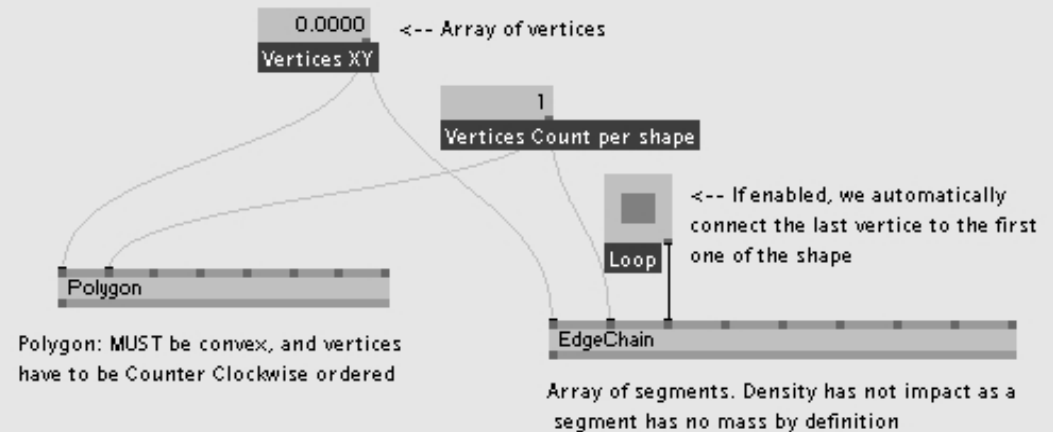 0.0000
<-- Array of vertices
Vertices XY
1
Vertices Count per shape
<-- If enabled, we automatically
connect the last vertice to the first
one of the shape
Loop
Polygon
EdgeChain
Polygon: MUST be convex, and vertices
have to be Counter Clockwise ordered
Array of segments. Density has not impact as a
segment has no mass by definition